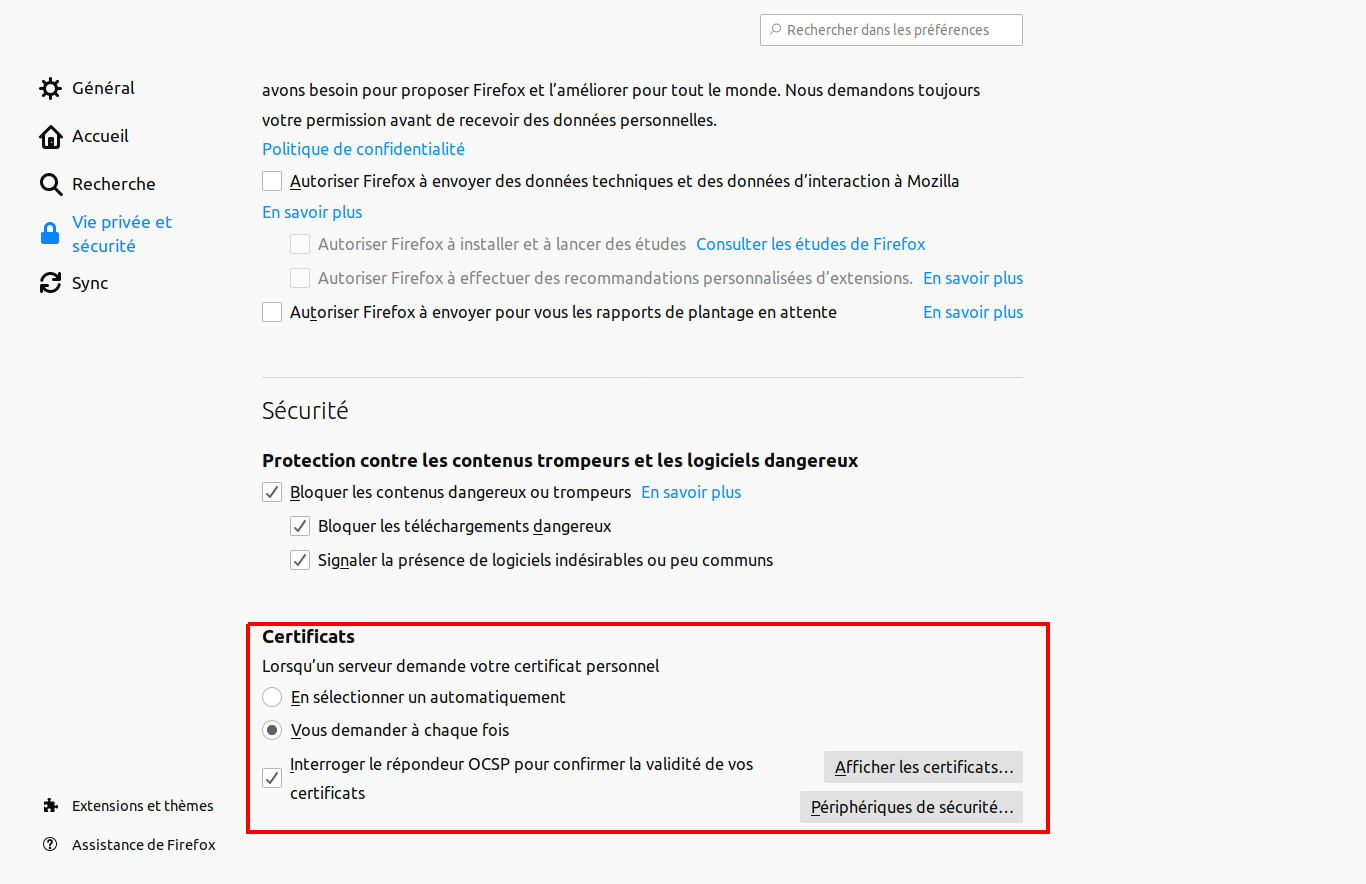 Rechercher dans les préférences
Général
Accueil
Recherche
Vie privée et
sécurité
Sync
Extensions et thèmes
Assistance de Firefox
avons besoin pour proposer Firefox et l’améliorer pour tout le monde. Nous demandons toujours
votre permission avant de recevoir des données personnelles.
Politique de confidentialité
Autoriser Firefox à envoyer des données techniques et des données d’interaction à Mozilla
En savoir plus
Autoriser Firefox à installer et à lancer des études Consulter les études de Firefox
Autoriser Firefox à effectuer des recommandations personnalisées d’extensions. En savoir plus
Autoriser Firefox à envoyer pour vous les rapports de plantage en attente En savoir plus
Sécurité
Protection contre les contenus trompeurs et les logiciels dangereux
Bloquer les contenus dangereux ou trompeurs En savoir plus
Bloquer les téléchargements dangereux
Signaler la présence de logiciels indésirables ou peu communs
Certificats
Lorsqu’un serveur demande votre certificat personnel
En sélectionner un automatiquement
Vous demander à chaque fois
Interroger le répondeur OCSP pour confirmer la validité de vos
certificats
Afficher les certificats…
Périphériques de sécurité…